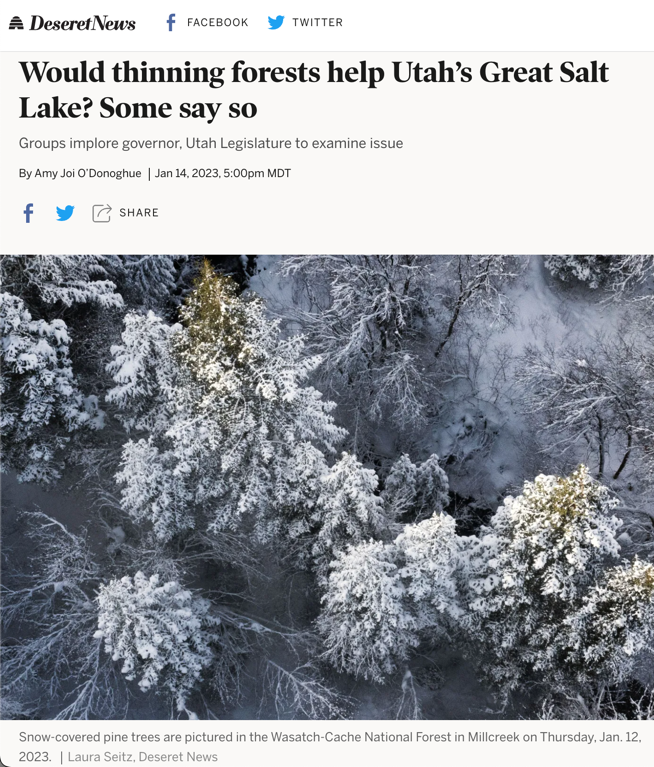 DeseretNews
FACEBOOK
TWITTER
Would thinning forests help Utah’s Great Salt
Lake? Some say so
Groups implore governor, Utah Legislature to examine issue
By Amy Joi O’Donoghue | Jan 14, 2023, 5:00pm MDT
SHARE
Snow-covered pine trees are pictured in the Wasatch-Cache National Forest in Millcreek on Thursday, Jan. 12,
2023. | Laura Seitz, Deseret News